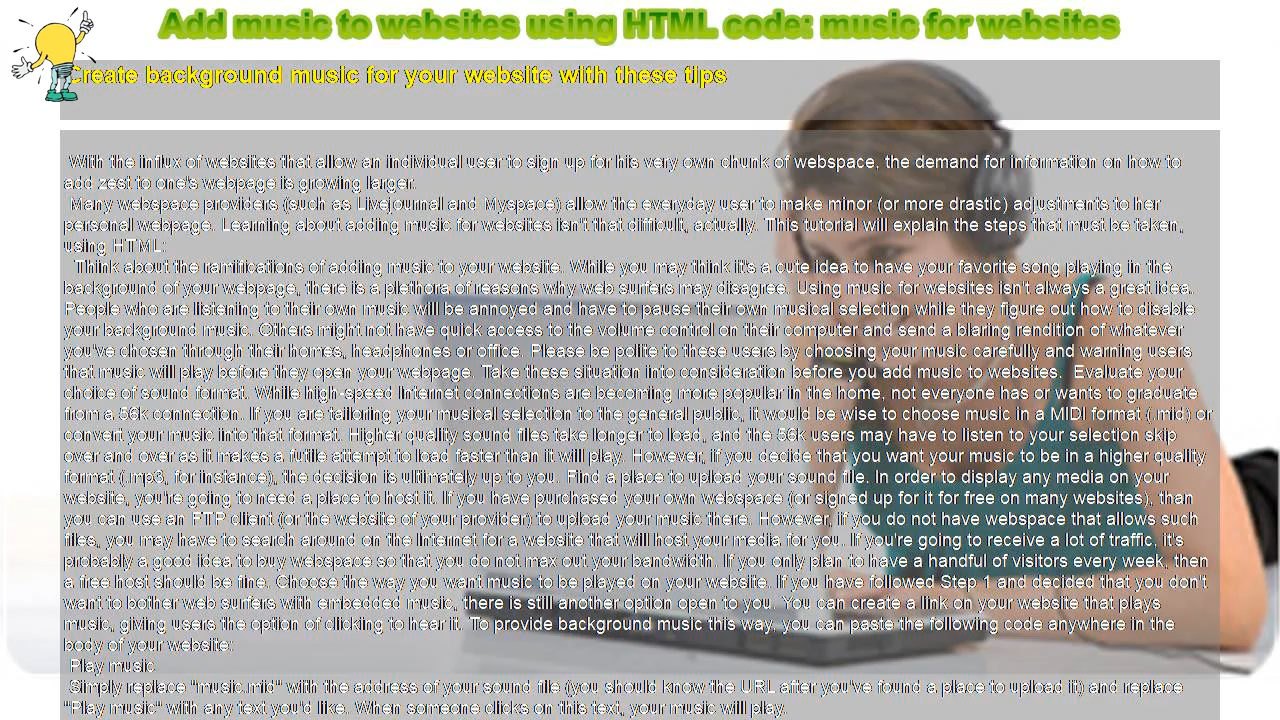 Add music to websites using HTML code: music for websites
Create background music for your website with these tips
With the influx of websites that allow an individual user to sign up for his very own chunk of webspace, the demand for information on how to
add zest to one's webpage is growing larger.
Many webspace providers (such as Livejournal and Myspace) allow the everyday user to make minor (or more drastic) adjustments to her
personal webpage. Learning about adding music for websites isn't that difficult, actually. This tutorial will explain the steps that must be taken,
using HTML:
Think about the ramifications of adding music to your website. While you may think it's a cute idea to have your favorite song playing in the
background of your webpage, there is a plethora of reasons why web surfers may disagree. Using music for websites isn't always a great idea.
People who are listening to their own music will be annoyed and have to pause their own musical selection while they figure out how to disable
your background music. Others might not have quick access to the volume control on their computer and send a blaring rendition of whatever
you've chosen through their homes, headphones or office. Please be polite to these users by choosing your music carefully and warning users
that music will play before they open your webpage. Take these situation into consideration before you add music to websites. Evaluate your
choice of sound format. While high-speed Internet connections are becoming more popular in the home, not everyone has or wants to graduate
from a 56k connection. If you are tailoring your musical selection to the general public, it would be wise to choose music in a MIDI format (.mid) or
convert your music into that format. Higher quality sound files take longer to load, and the 56k users may have to listen to your selection skip
over and over as it makes a futile attempt to load faster than it will play. However, if you decide that you want your music to be in a higher quality
format (.mp3, for instance), the decision is ultimately up to you. Find a place to upload your sound file. In order to display any media on your
website, you're going to need a place to host it. If you have purchased your own webspace (or signed up for it for free on many websites), than
you can use an FTP client (or the website of your provider) to upload your music there. However, if you do not have webspace that allows such
files, you may have to search around on the Internet for a website that will host your media for you. If you're going to receive a lot of traffic, it's
probably a good idea to buy webspace so that you do not max out your bandwidth. If you only plan to have a handful of visitors every week, then
a free host should be fine. Choose the way you want music to be played on your website. If you have followed Step 1 and decided that you don't
want to bother web surfers with embedded music, there is still another option open to you. You can create a link on your website that plays
music, giving users the option of clicking to hear it. To provide background music this way, you can paste the following code anywhere in the
body of your website:
Play music
Simply replace "music.mid" with the address of your sound file (you should know the URL after you've found a place to upload it) and replace
"Play music" with any text you'd like. When someone clicks on this text, your music will play.